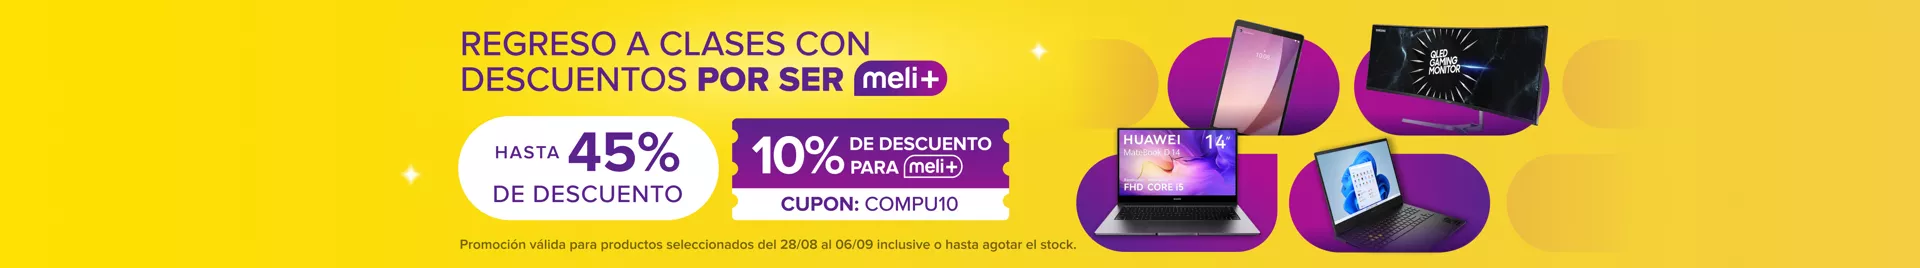 REGRESO A CLASES CON
DESCUENTOS POR SER meli+
HASTA 45%
DE DESCUENTO
10% DE DESCUENTO
PARA meli+
CUPON: COMPU10
Promoción válida para productos seleccionados del 28/08 al 06/09 inclusive o hasta agotar el stock.
QLED
GAMING
MONITOR
HUAWEI 14"
MateBook D 14
FHD CORE i5